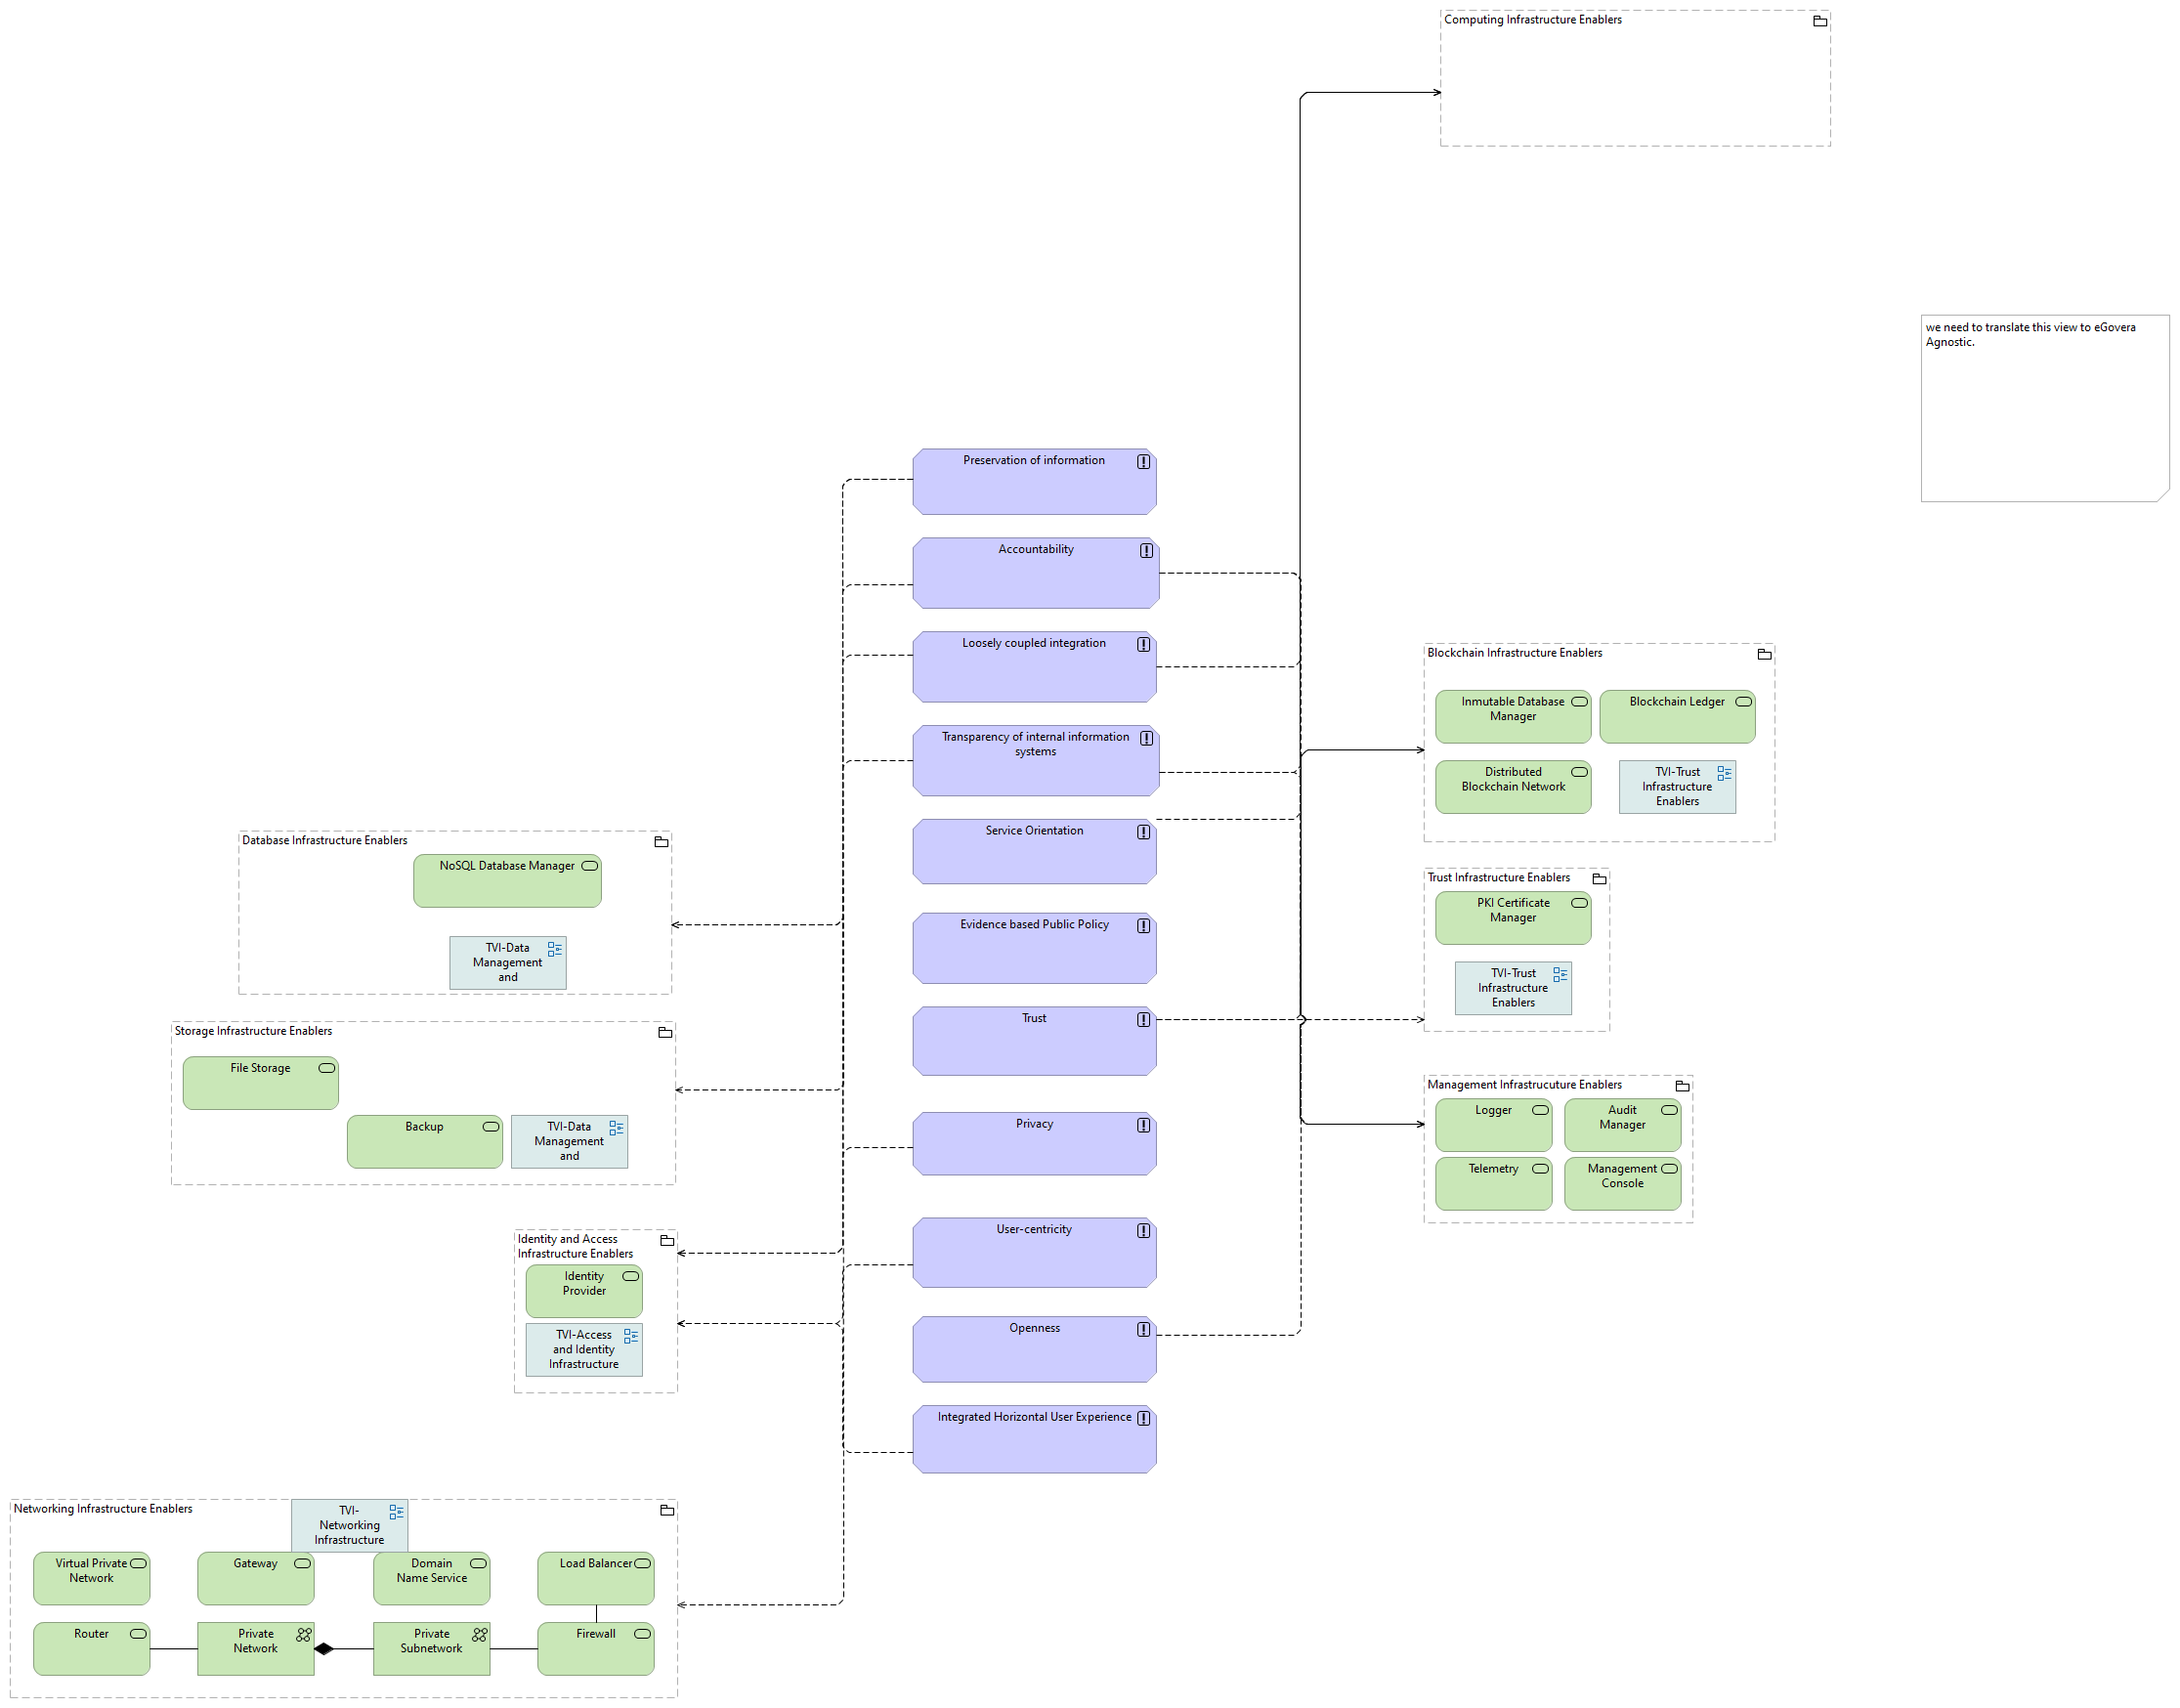 Computing Infrastructure Enablers
we need to translate this view to eGovera
Agnostic.
Preservation of information
Accountability
Loosely coupled integration
Transparency of internal information
systems
Service Orientation
Evidence based Public Policy
Trust
Privacy
User-centricity
Openness
Integrated Horizontal User Experience
Blockchain Infrastructure Enablers
Inmutable Database
Manager
Blockchain Ledger
Distributed
Blockchain Network
TVI-Trust
Infrastructure
Enablers
Trust Infrastructure Enablers
PKI Certificate
Manager
TVI-Trust
Infrastructure
Enablers
Management Infrastrucuture Enablers
Logger
Audit
Manager
Telemetry
Management
Console
Database Infrastructure Enablers
NoSQL Database Manager
TVI-Data
Management
and
Storage Infrastructure Enablers
File Storage
Backup
TVI-Data
Management
and
Identity and Access
Infrastructure Enablers
Identity
Provider
TVI-Access
and Identity
Infrastructure
Networking Infrastructure Enablers
TVI-
Networking
Infrastructure
Virtual Private
Network
Gateway
Domain
Name Service
Load Balancer
Router
Private
Network
Private
Subnetwork
Firewall